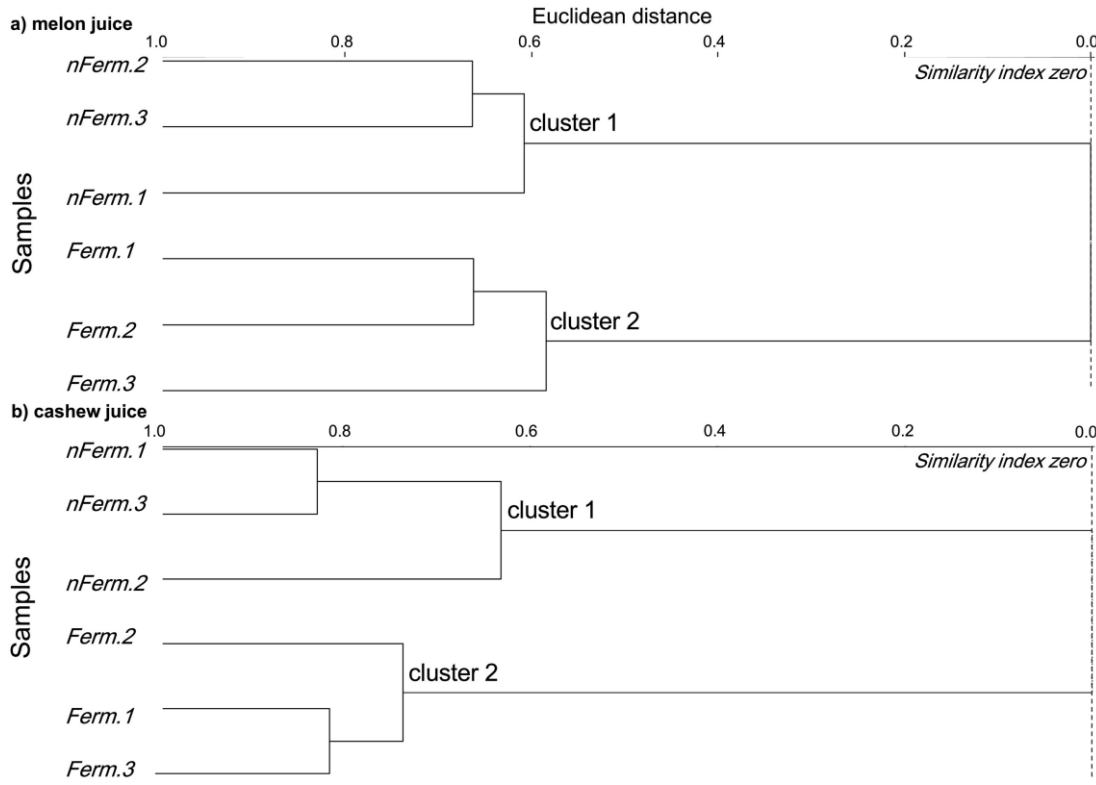 Euclidean distance
a) melon juice
1.0 0.8 0.6 0.4 0.2 0.0
Similarity index zero
nFerm.2
nFerm.3
cluster 1
Samples
nFerm.1
Ferm.1
Ferm.2
cluster 2
Ferm.3
b) cashew juice
1.0 0.8 0.6 0.4 0.2 0.0
Similarity index zero
nFerm.1
nFerm.3
cluster 1
Samples
nFerm.2
Ferm.2
cluster 2
Ferm.1
Ferm.3